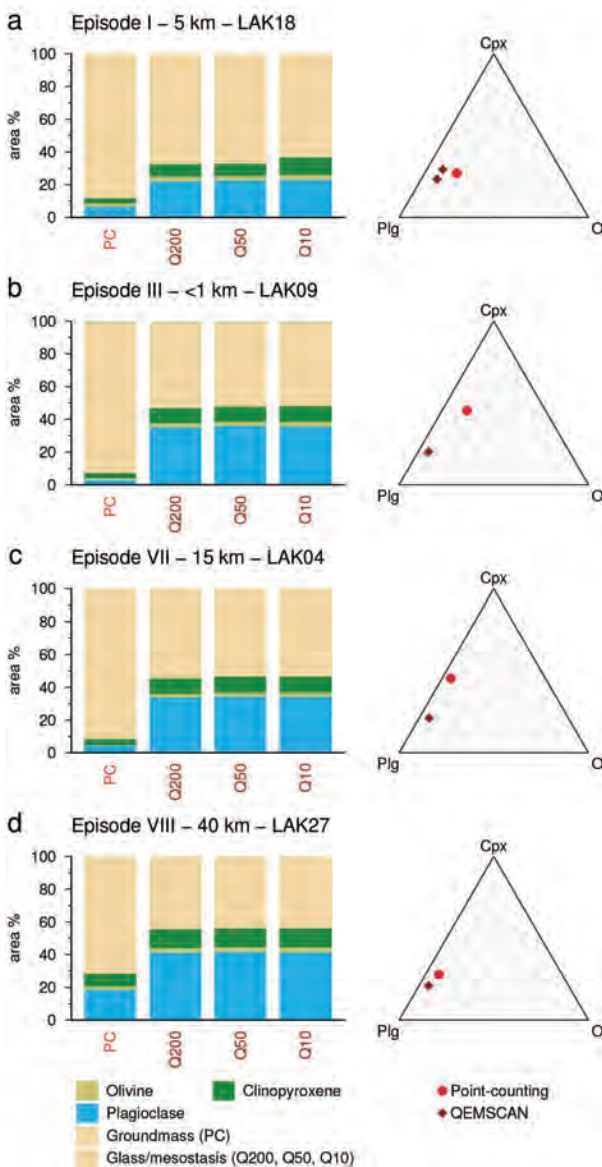 a Episode I – 5 km – LAK18
100
80
60
40
20
0
area %
PC
Q200
Q50
Q10
Cpx
Plg
O
b Episode III – <1 km – LAK09
100
80
60
40
20
0
area %
PC
Q200
Q50
Q10
Cpx
Plg
O
c Episode VII – 15 km – LAK04
100
80
60
40
20
0
area %
PC
Q200
Q50
Q10
Cpx
Plg
O
d Episode VIII – 40 km – LAK27
100
80
60
40
20
0
area %
PC
Q200
Q50
Q10
Cpx
Plg
O
Olivine
Clinopyroxene
Plagioclase
Groundmass (PC)
Glass/mesostasis (Q200, Q50, Q10)
Point-counting
QEMSCAN